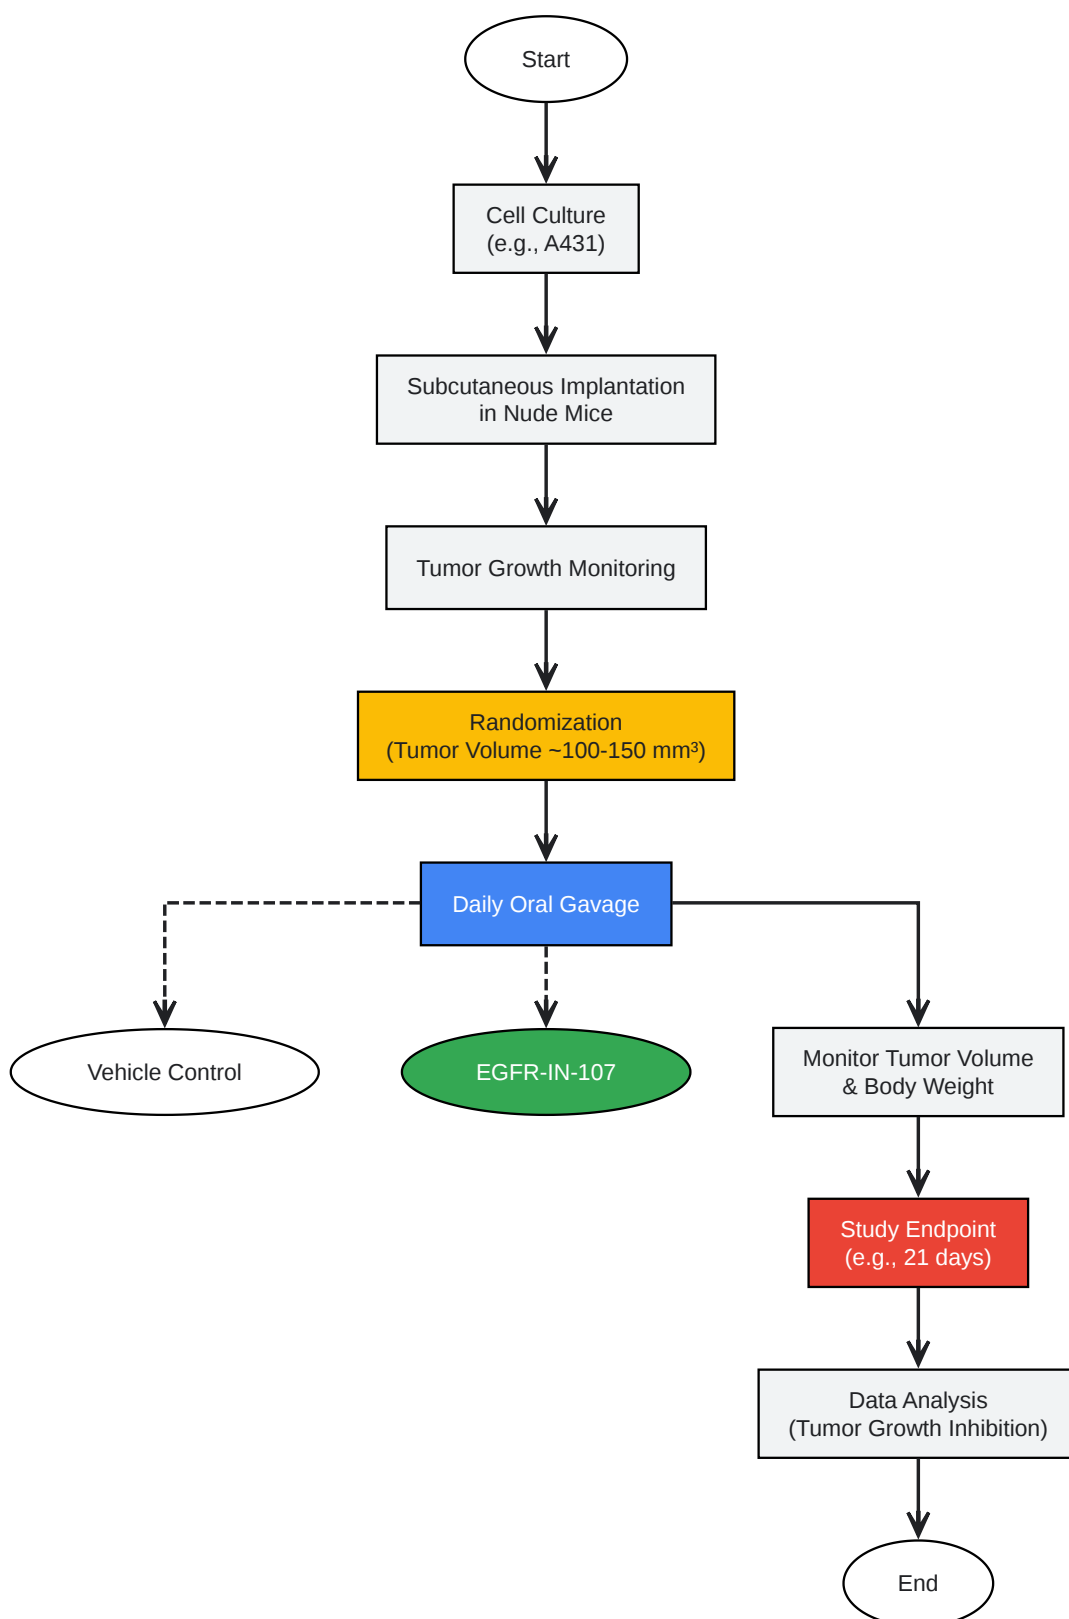 Start
Cell Culture
(e.g., A431)
Subcutaneous Implantation
in Nude Mice
Tumor Growth Monitoring
Randomization
(Tumor Volume ~100-150 mm³)
Daily Oral Gavage
Vehicle Control
EGFR-IN-107
Monitor Tumor Volume
& Body Weight
Study Endpoint
(e.g., 21 days)
Data Analysis
(Tumor Growth Inhibition)
End